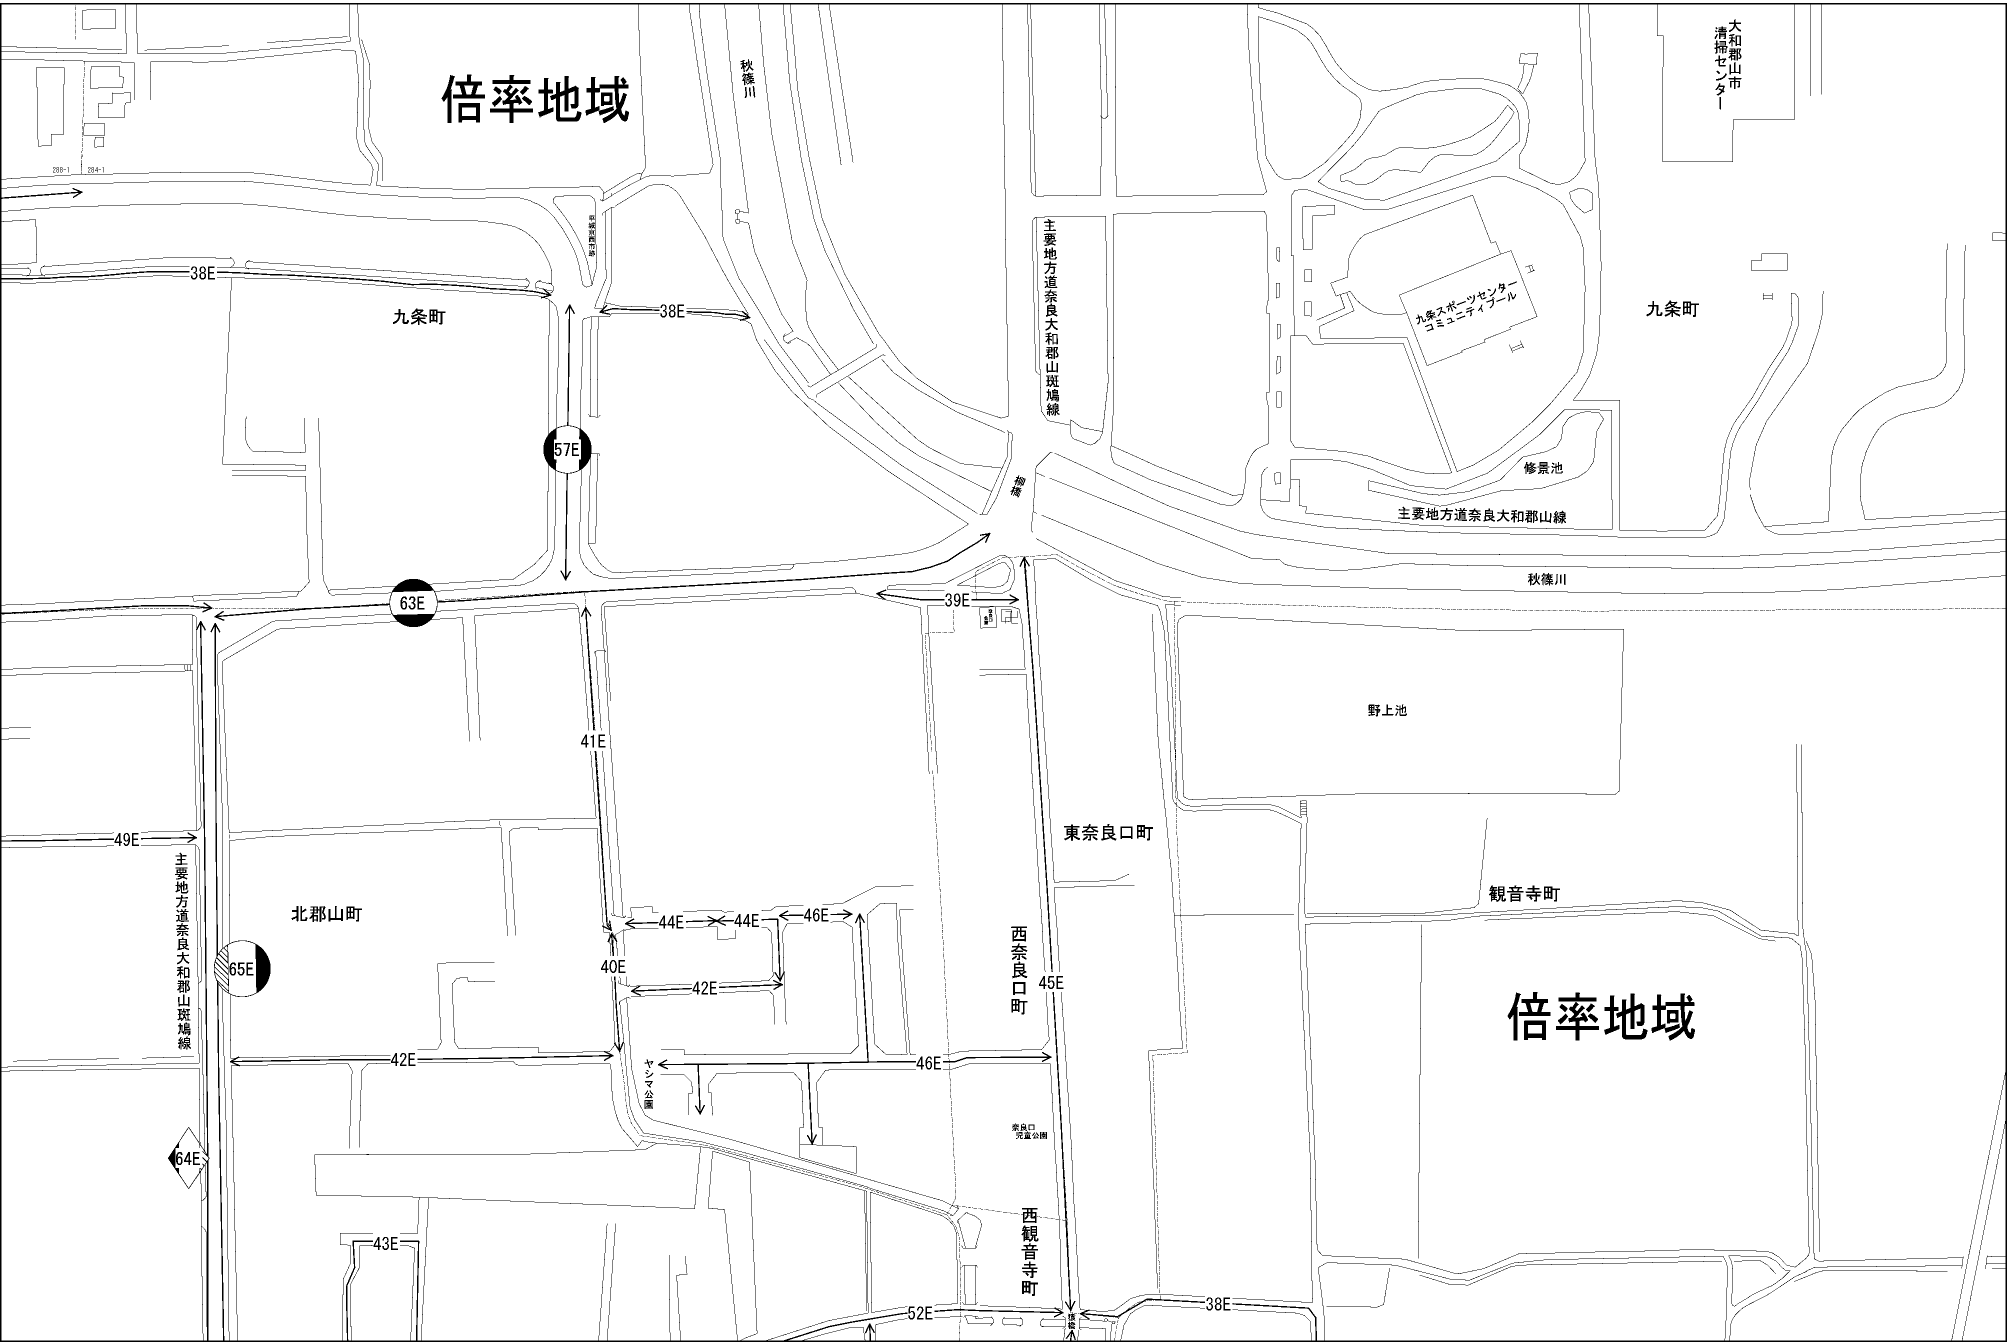 倍率地域
秋篠川
大和郡山市
清掃センター
288-1
284-1
38E
九条町
38E
主要地方道奈良大和郡山斑鳩線
九条スポーツセンター
コミュニティプール
九条町
57E
柳橋
修景池
主要地方道奈良大和郡山線
秋篠川
63E
39E
41E
野上池
49E
東奈良口町
主要地方道奈良大和郡山斑鳩線
北郡山町
44E
44E
46E
観音寺町
西奈良口町
65E
40E
42E
45E
倍率地域
42E
46E
ヤシマ公園
奈良口
児童公園
64E
西観音寺町
43E
52E
38E